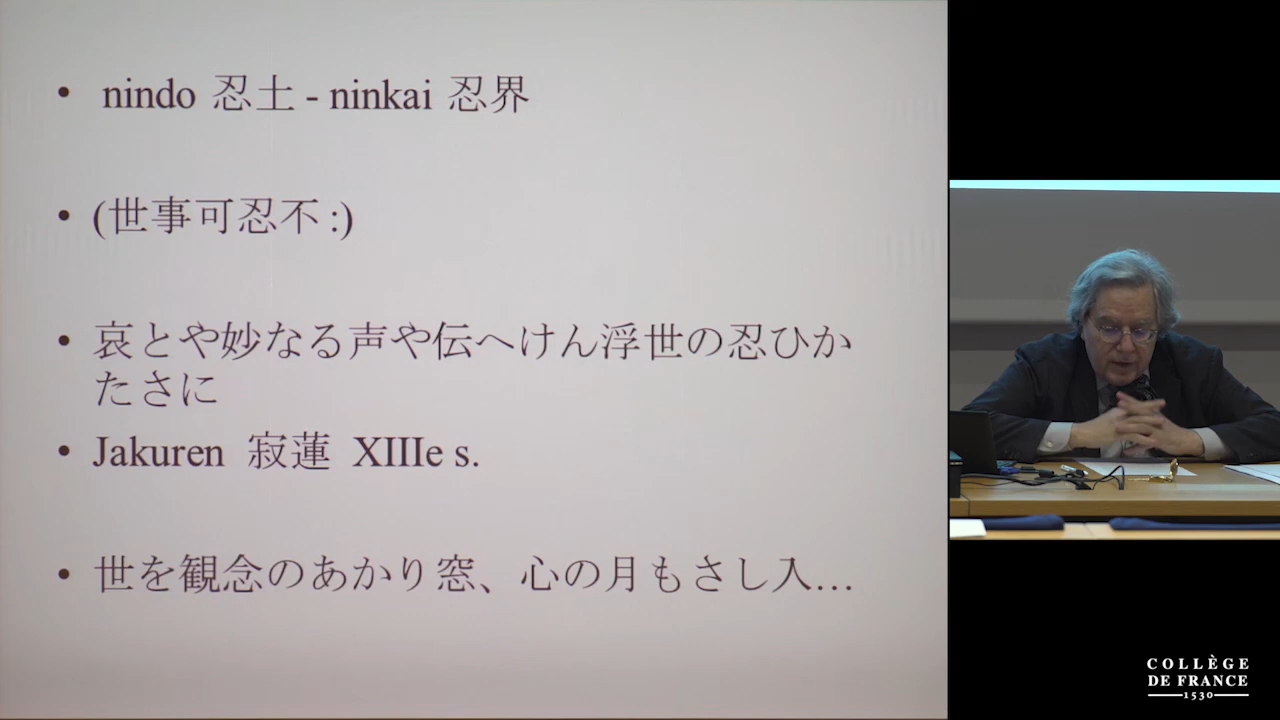 • nindo 忍土 - ninkai 忍界
• (世事可忍不 :)
• 哀とや妙なる声や伝へけん浮世の忍ひか
たさに
• Jakuren 寂蓮 XIIIe s.
• 世を観念のあかり窓、心の月もさし入…
COLLÈGE
DE FRANCE
1530